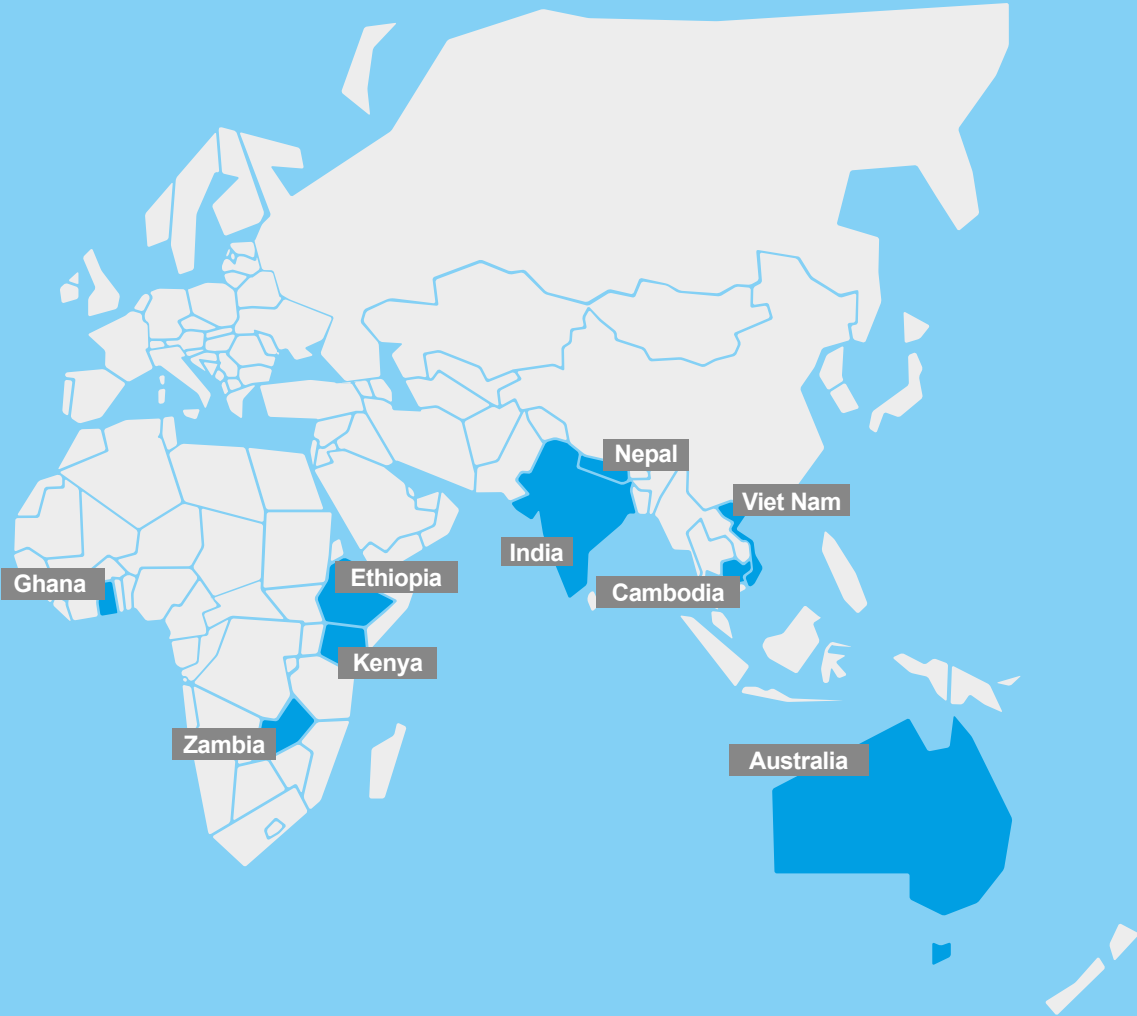 Nepal
Viet Nam
India
Ethiopia
Ghana
Cambodia
Kenya
Zambia
Australia